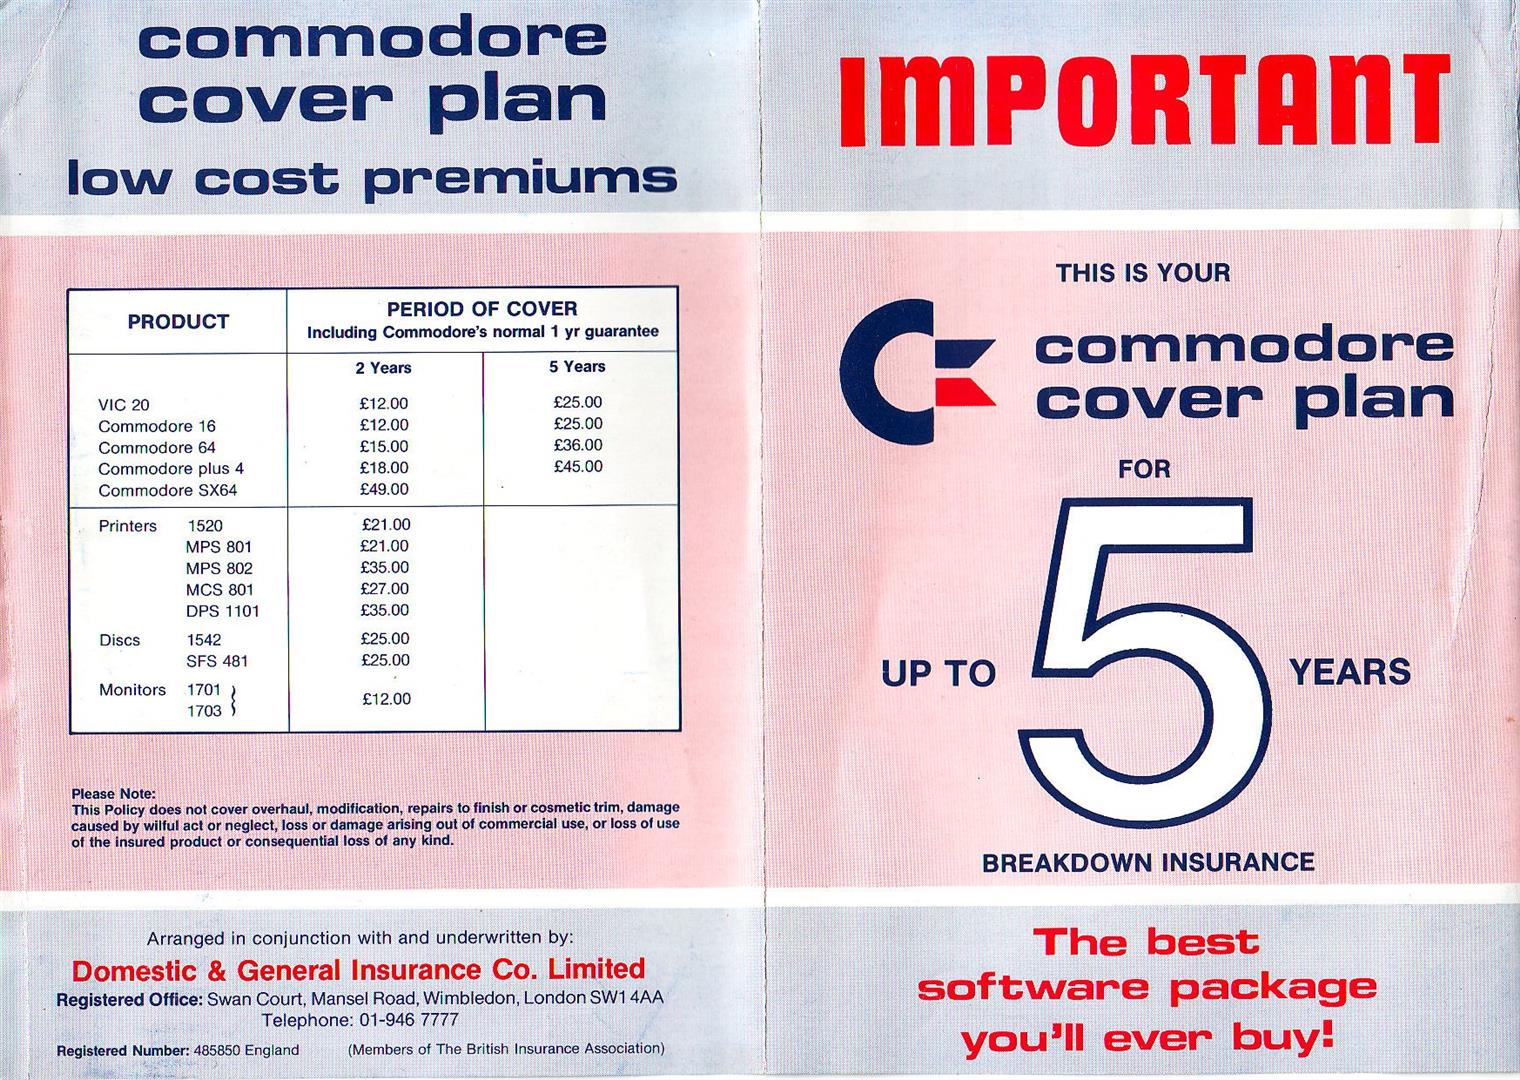 commodore
cover plan
low cost premiums
PRODUCT
PERIOD OF COVER
Including Commodore's normal 1 yr guarantee
2 Years 5 Years
VIC 20 £12.00 £25.00
Commodore 16 £12.00 £25.00
Commodore 64 £15.00 £36.00
Commodore plus 4 £18.00 £45.00
Commodore SX64 £49.00
Printers 1520 £21.00
MPS 801 £21.00
MPS 802 £35.00
MCS 801 £27.00
DPS 1101 £35.00
Discs 1542 £25.00
SFS 481 £25.00
Monitors 1701
1703 £12.00
Please Note:
This Policy does not cover overhaul, modification, repairs to finish or cosmetic trim, damage
caused by wilful act or neglect, loss or damage arising out of commercial use, or loss of use
of the insured product or consequential loss of any kind.
Arranged in conjunction with and underwritten by:
Domestic & General Insurance Co. Limited
Registered Office: Swan Court, Mansel Road, Wimbledon, London SW1 4AA
Telephone: 01-946 7777
Registered Number: 485850 England (Members of The British Insurance Association)
IMPORTANT
THIS IS YOUR
commodore
cover plan
FOR
UP TO 5 YEARS
BREAKDOWN INSURANCE
The best
software package
you'll ever buy!